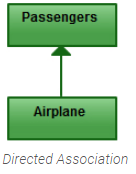 Passengers
Airplane
Directed Association